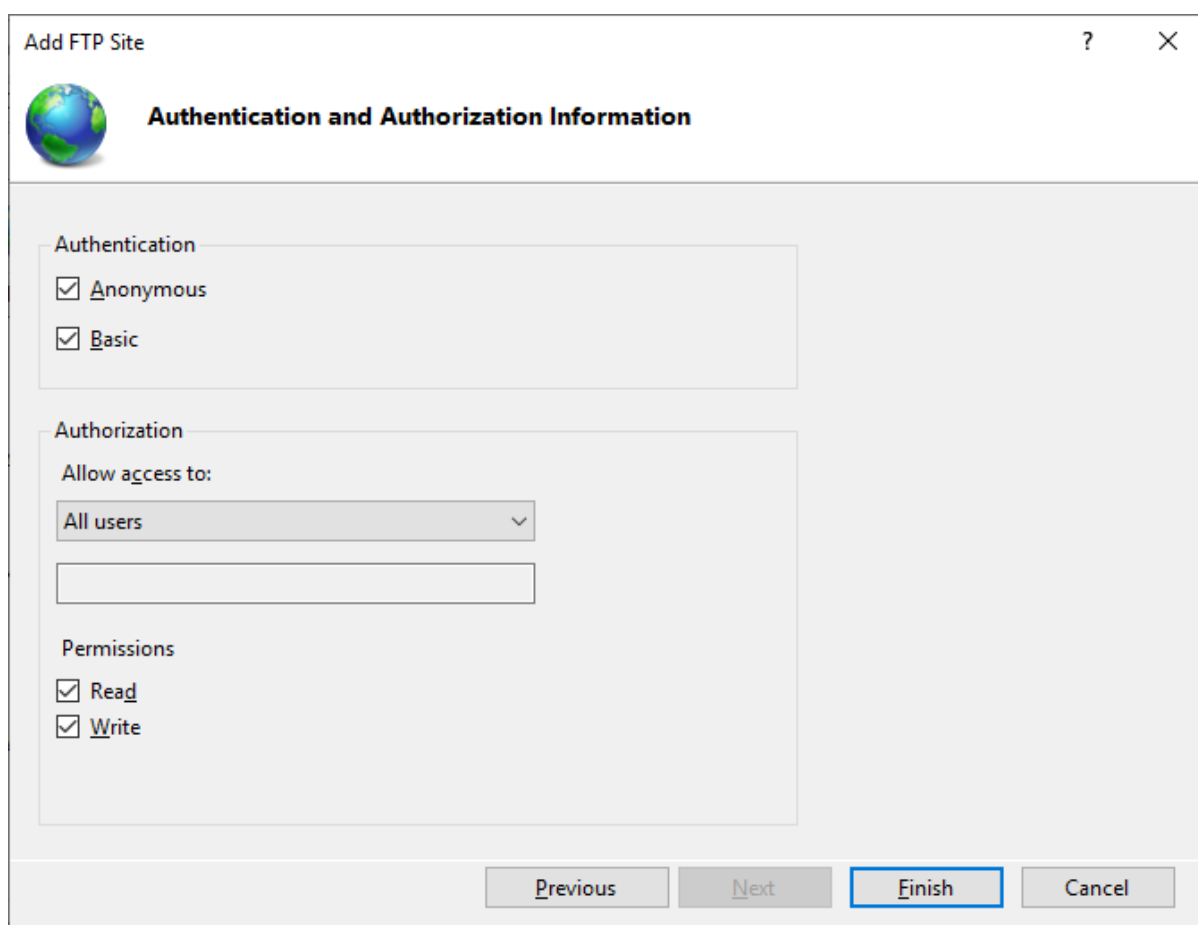 Add FTP Site
?
Authentication and Authorization Information
Authentication
Anonymous
Basic
Authorization
Allow access to:
All users
Permissions
Read
Write
Previous Next Finish Cancel